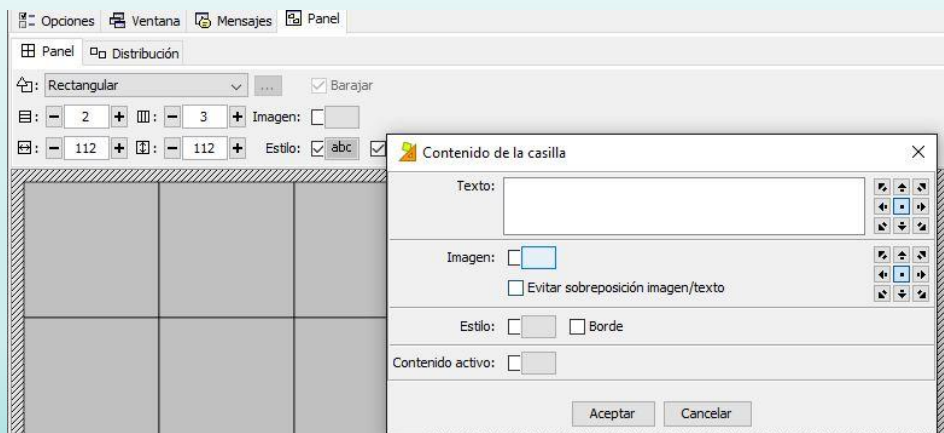 Opciones Ventana Mensajes Panel
Panel Distribución
: Rectangular ... Barajar
: - 2 + : - 3 + Imagen:
: - 112 + : - 112 + Estilo: abc
Contenido de la casilla
Texto:
Imagen:
Evitar sobreposición imagen/texto
Estilo: Borde
Contenido activo:
Aceptar Cancelar